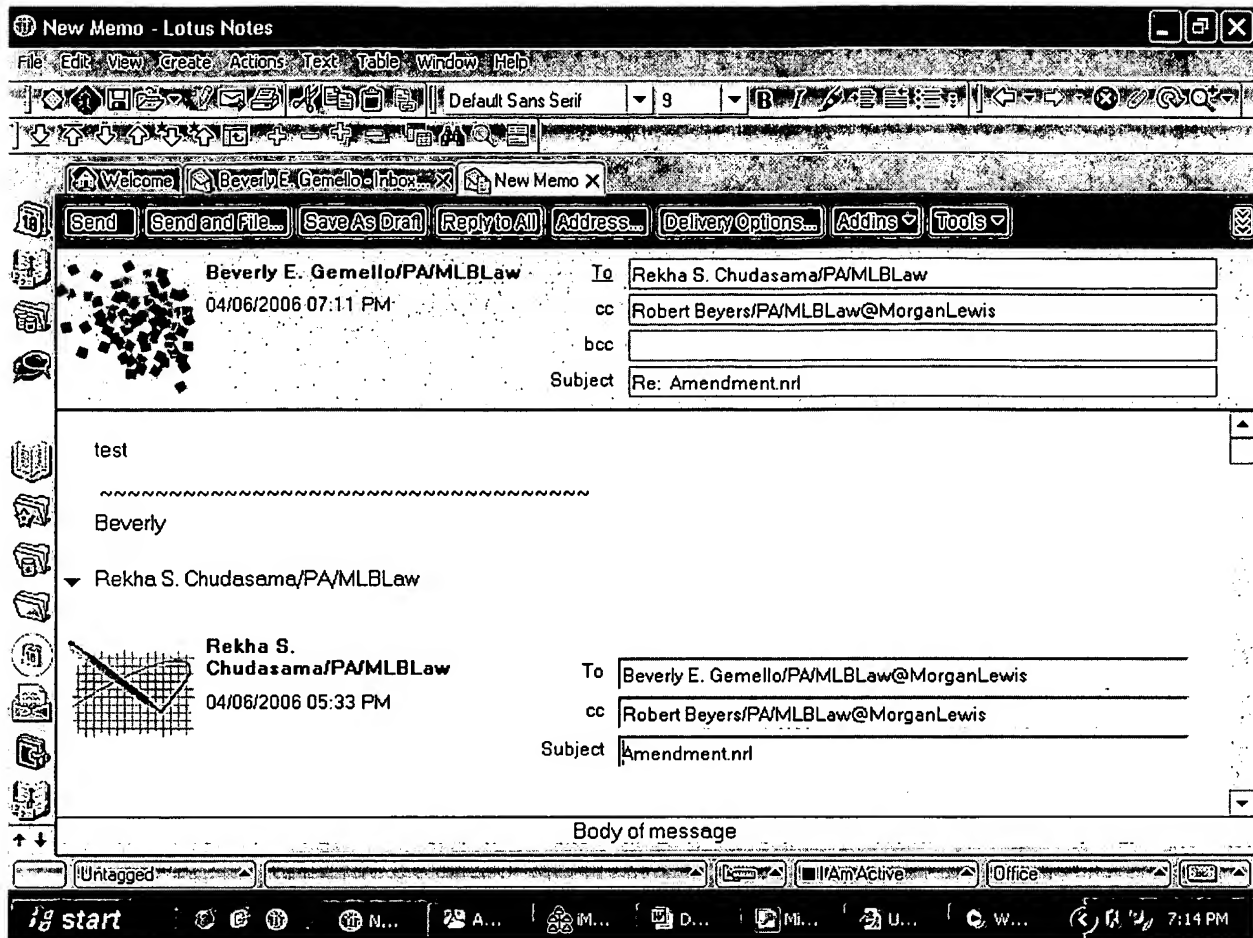 New Memo - Lotus Notes
File Edit View Create Actions Text Table Window Help
Default Sans Serif 9 B I
Welcome Beverly E. Gemello - Inbox New Memo X
Send Send and File... Save As Draft Reply to All Address... Delivery Options... Addins Tools
Beverly E. Gemello/PA/MLBLaw
04/06/2006 07:11 PM
To Rekha S. Chudasama/PA/MLBLaw
cc Robert Beyers/PA/MLBLaw@MorganLewis
bcc
Subject Re: Amendment.nrl
test
~~~~~~~~~~~~~~~~~~~~~~~~~~~~~~~~~~~
Beverly
Rekha S. Chudasama/PA/MLBLaw
Rekha S.
Chudasama/PA/MLBLaw
04/06/2006 05:33 PM
To Beverly E. Gemello/PA/MLBLaw@MorganLewis
cc Robert Beyers/PA/MLBLaw@MorganLewis
Subject Amendment.nrl
Body of message
Untagged I Am Active Office
start N... A... iM... D... Mi... U... W... 7:14 PM